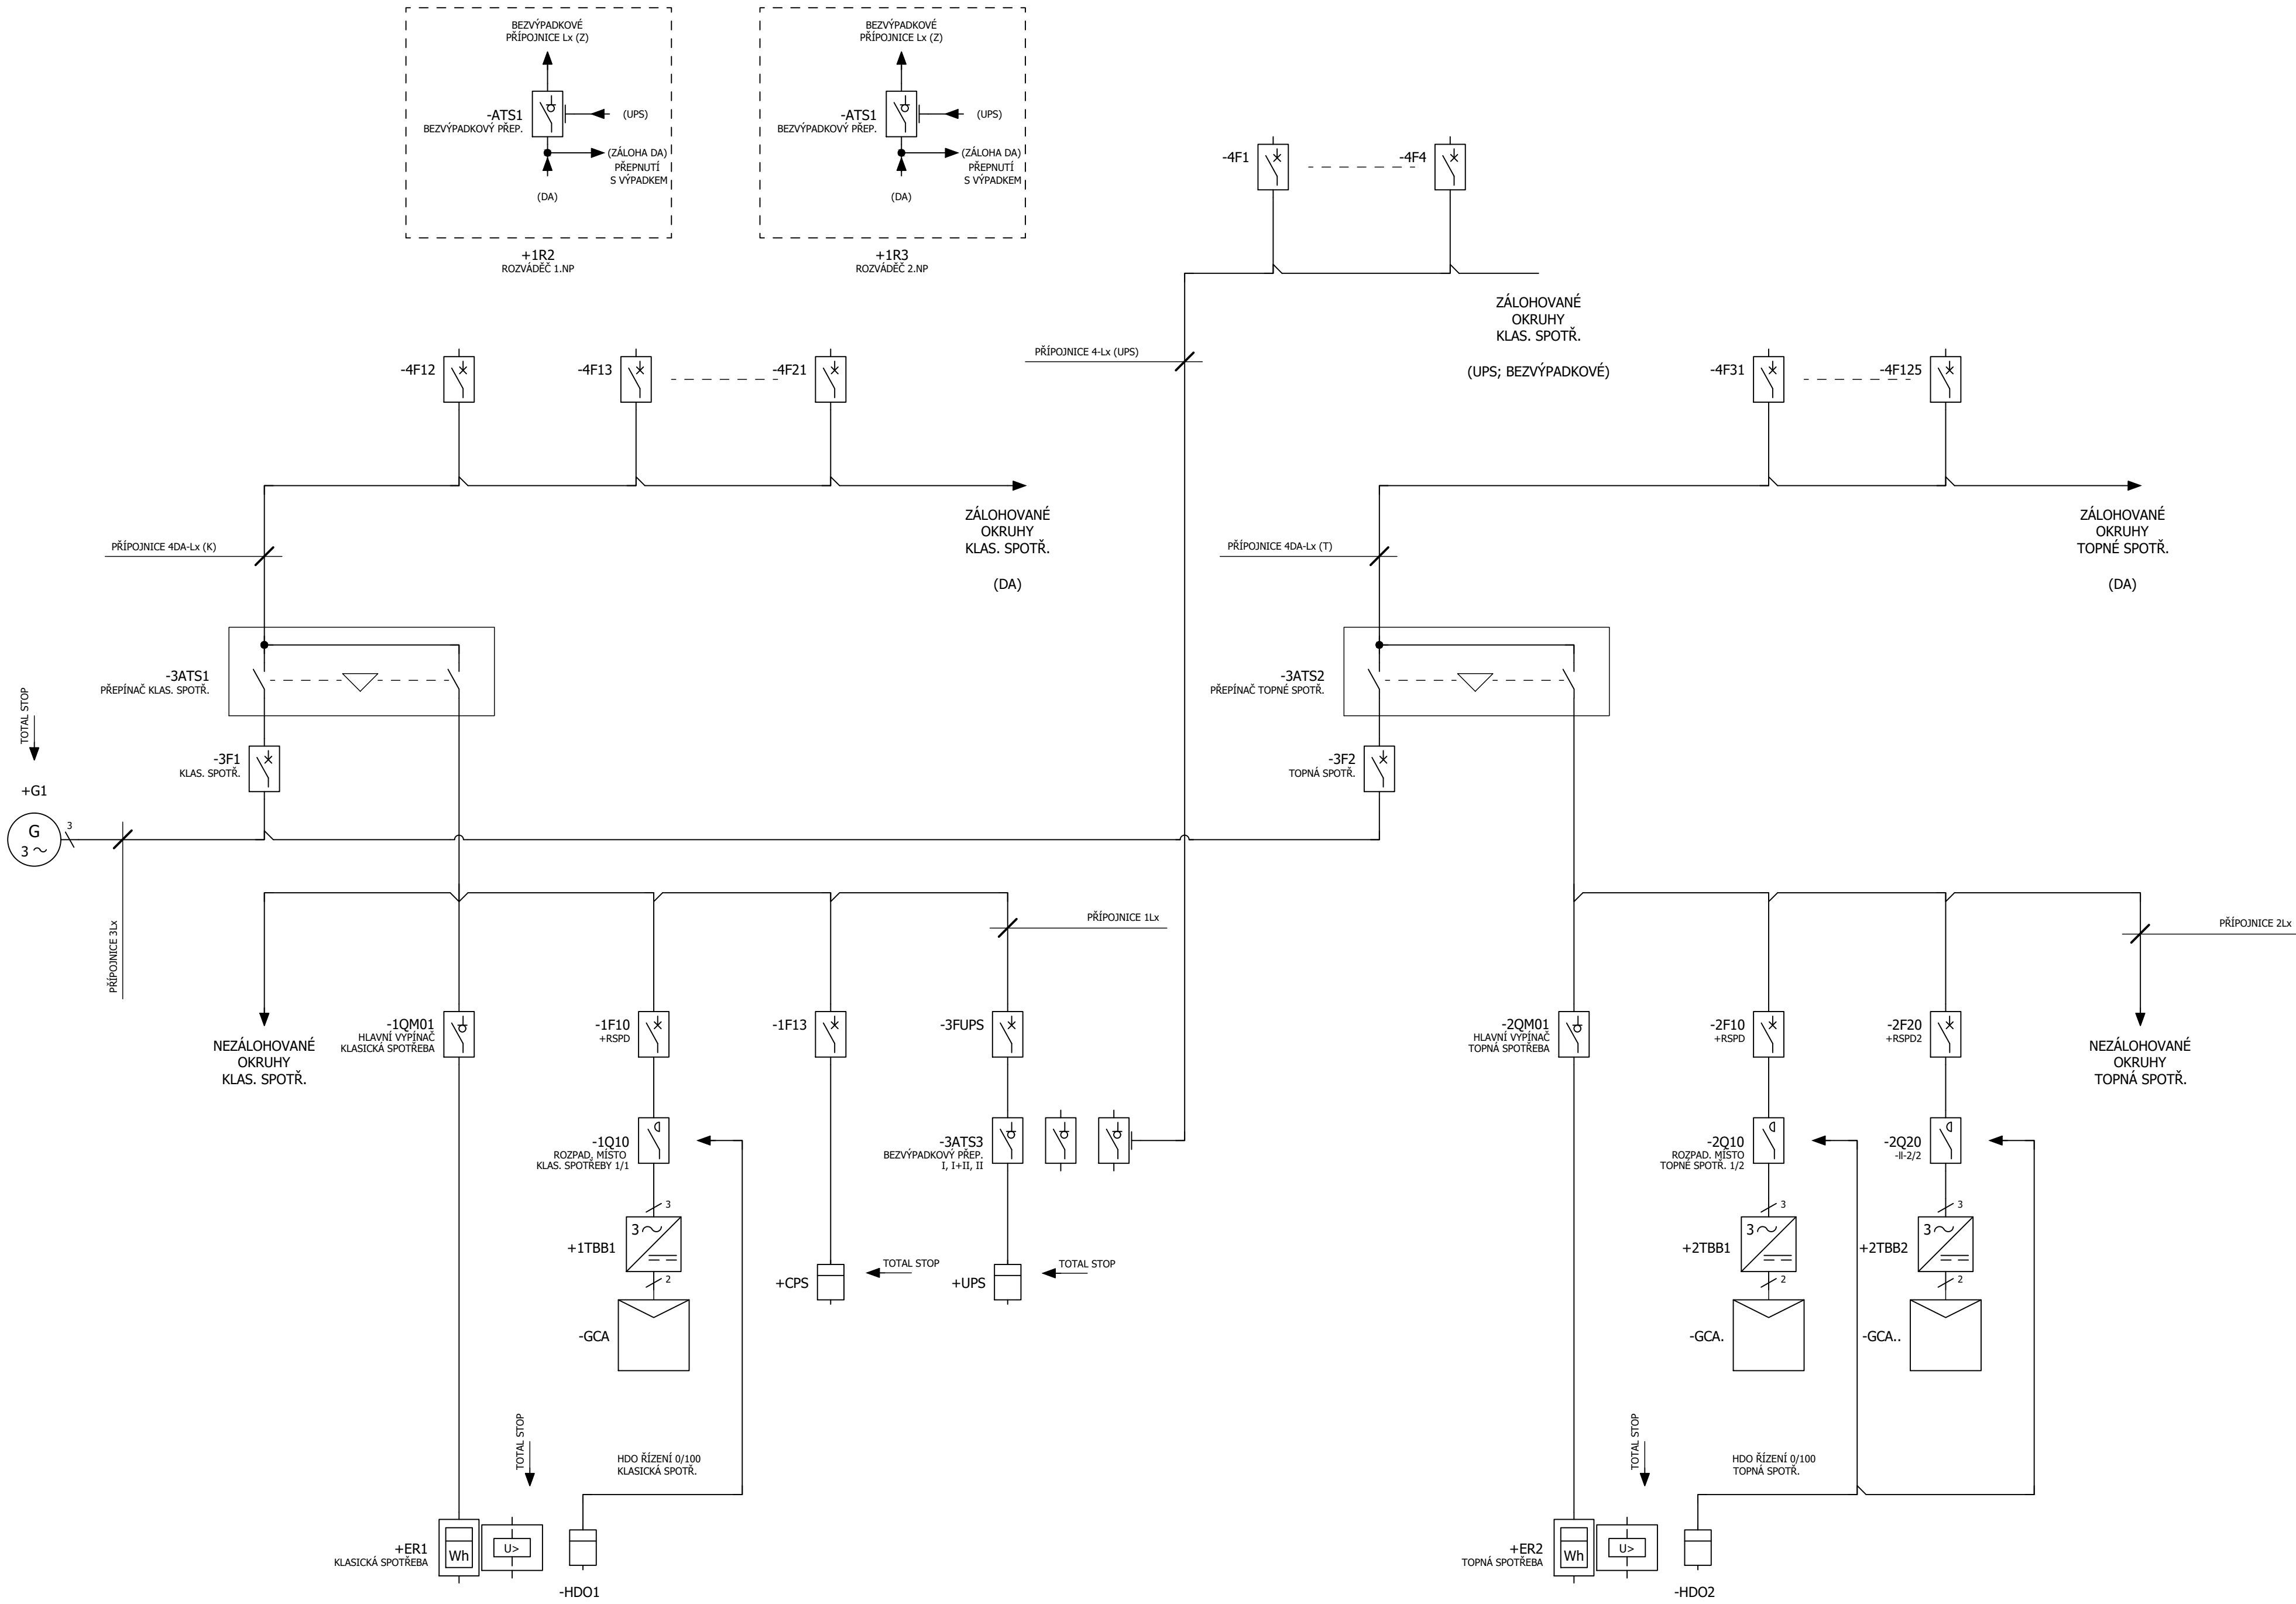 BEZVÝPADKOVÉ
PŘÍPOJNICE Lx (Z)
-ATS1
BEZVÝPADKOVÝ PŘEP.
(UPS)
(ZÁLOHA DA)
PŘEPNUTÍ
S VÝPADKEM
(DA)
+1R2
ROZVÁDĚČ 1.NP
BEZVÝPADKOVÉ
PŘÍPOJNICE Lx (Z)
-ATS1
BEZVÝPADKOVÝ PŘEP.
(UPS)
(ZÁLOHA DA)
PŘEPNUTÍ
S VÝPADKEM
(DA)
+1R3
ROZVÁDĚČ 2.NP
-4F1
-4F4
ZÁLOHOVANÉ
OKRUHY
KLAS. SPOTŘ.
(UPS; BEZVÝPADKOVÉ)
PŘÍPOJNICE 4-Lx (UPS)
-4F12
-4F13
-4F21
ZÁLOHOVANÉ
OKRUHY
KLAS. SPOTŘ.
(DA)
PŘÍPOJNICE 4DA-Lx (K)
-4F31
-4F125
ZÁLOHOVANÉ
OKRUHY
TOPNÉ SPOTŘ.
(DA)
PŘÍPOJNICE 4DA-Lx (T)
-3ATS1
PŘEPÍNAČ KLAS. SPOTŘ.
-3ATS2
PŘEPÍNAČ TOPNÉ SPOTŘ.
TOTAL STOP
+G1
G
3
3
-3F1
KLAS. SPOTŘ.
-3F2
TOPNÁ SPOTŘ.
PŘÍPOJNICE 3Lx
PŘÍPOJNICE 1Lx
PŘÍPOJNICE 2Lx
NEZÁLOHOVANÉ
OKRUHY
KLAS. SPOTŘ.
-1QM01
HLAVNÍ VYPÍNAČ
KLASICKÁ SPOTŘEBA
-1F10
+RSPD
-1F13
-3FUPS
-2QM01
HLAVNÍ VYPÍNAČ
TOPNÁ SPOTŘEBA
-2F10
+RSPD
-2F20
+RSPD2
NEZÁLOHOVANÉ
OKRUHY
TOPNÁ SPOTŘ.
-1Q10
ROZPAD. MÍSTO
KLAS. SPOTŘEBY 1/1
-3ATS3
BEZVÝPADKOVÝ PŘEP.
I, I+II, II
-2Q10
ROZPAD. MÍSTO
TOPNÉ SPOTŘ. 1/2
-2Q20
-II-2/2
3
3
+1TBB1
2
-GCA
+CPS
TOTAL STOP
+UPS
TOTAL STOP
3
3
+2TBB1
2
-GCA.
3
3
+2TBB2
2
-GCA..
TOTAL STOP
HDO ŘÍZENÍ 0/100
KLASICKÁ SPOTŘ.
+ER1
KLASICKÁ SPOTŘEBA
Wh
U>
-HDO1
TOTAL STOP
HDO ŘÍZENÍ 0/100
TOPNÁ SPOTŘ.
+ER2
TOPNÁ SPOTŘEBA
Wh
U>
-HDO2